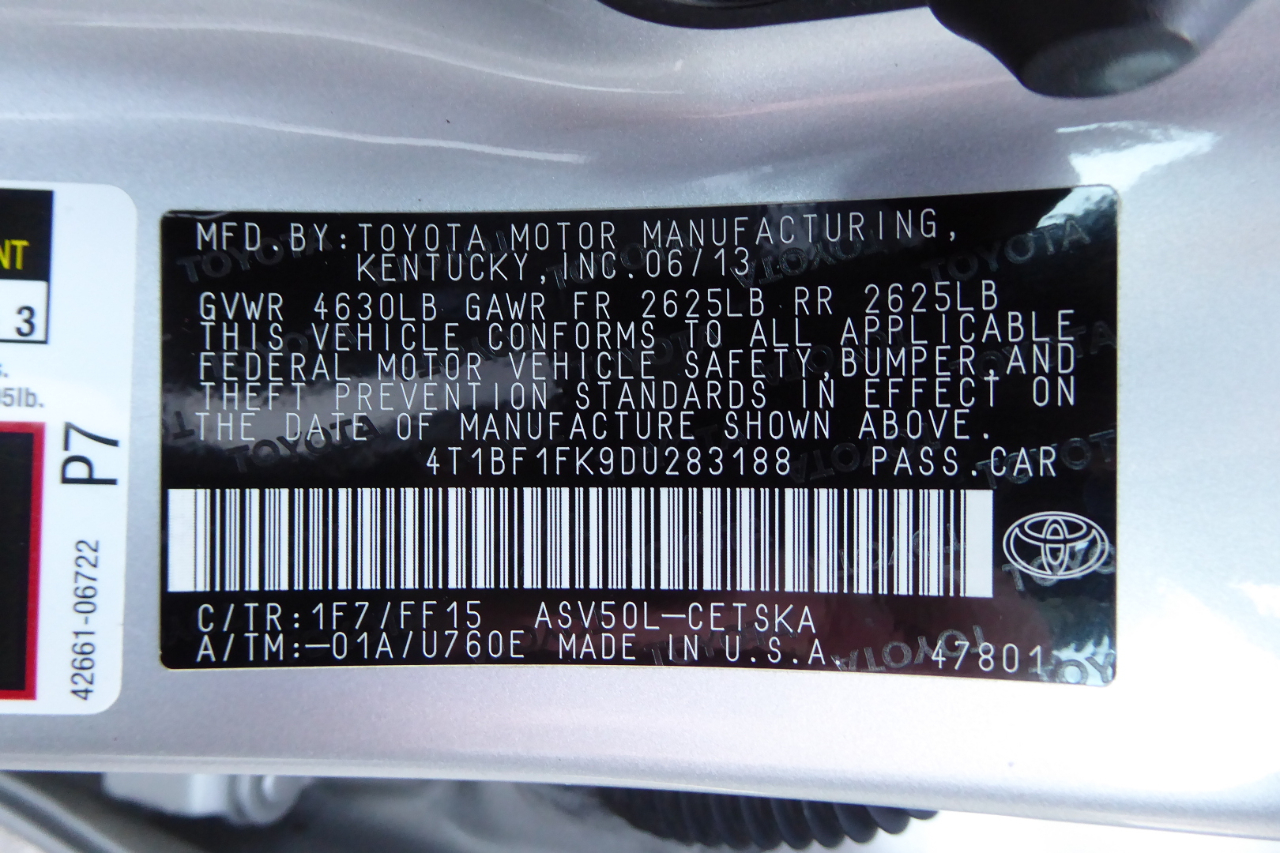 NT
3
5lb.
P7
42661-06722
MFD.BY:TOYOTA MOTOR MANUFACTURING,
KENTUCKY,INC.06/13
GVWR 4630LB GAWR FR 2625LB RR 2625LB
THIS VEHICLE CONFORMS TO ALL APPLICABLE
FEDERAL MOTOR VEHICLE SAFETY,BUMPER,AND
THEFT PREVENTION STANDARDS IN EFFECT ON
THE DATE OF MANUFACTURE SHOWN ABOVE.
4T1BF1FK9DU283188 PASS.CAR
C/TR:1F7/FF15 ASV50L-CETSKA
A/TM:-01A/U760E MADE IN U.S.A. 47801